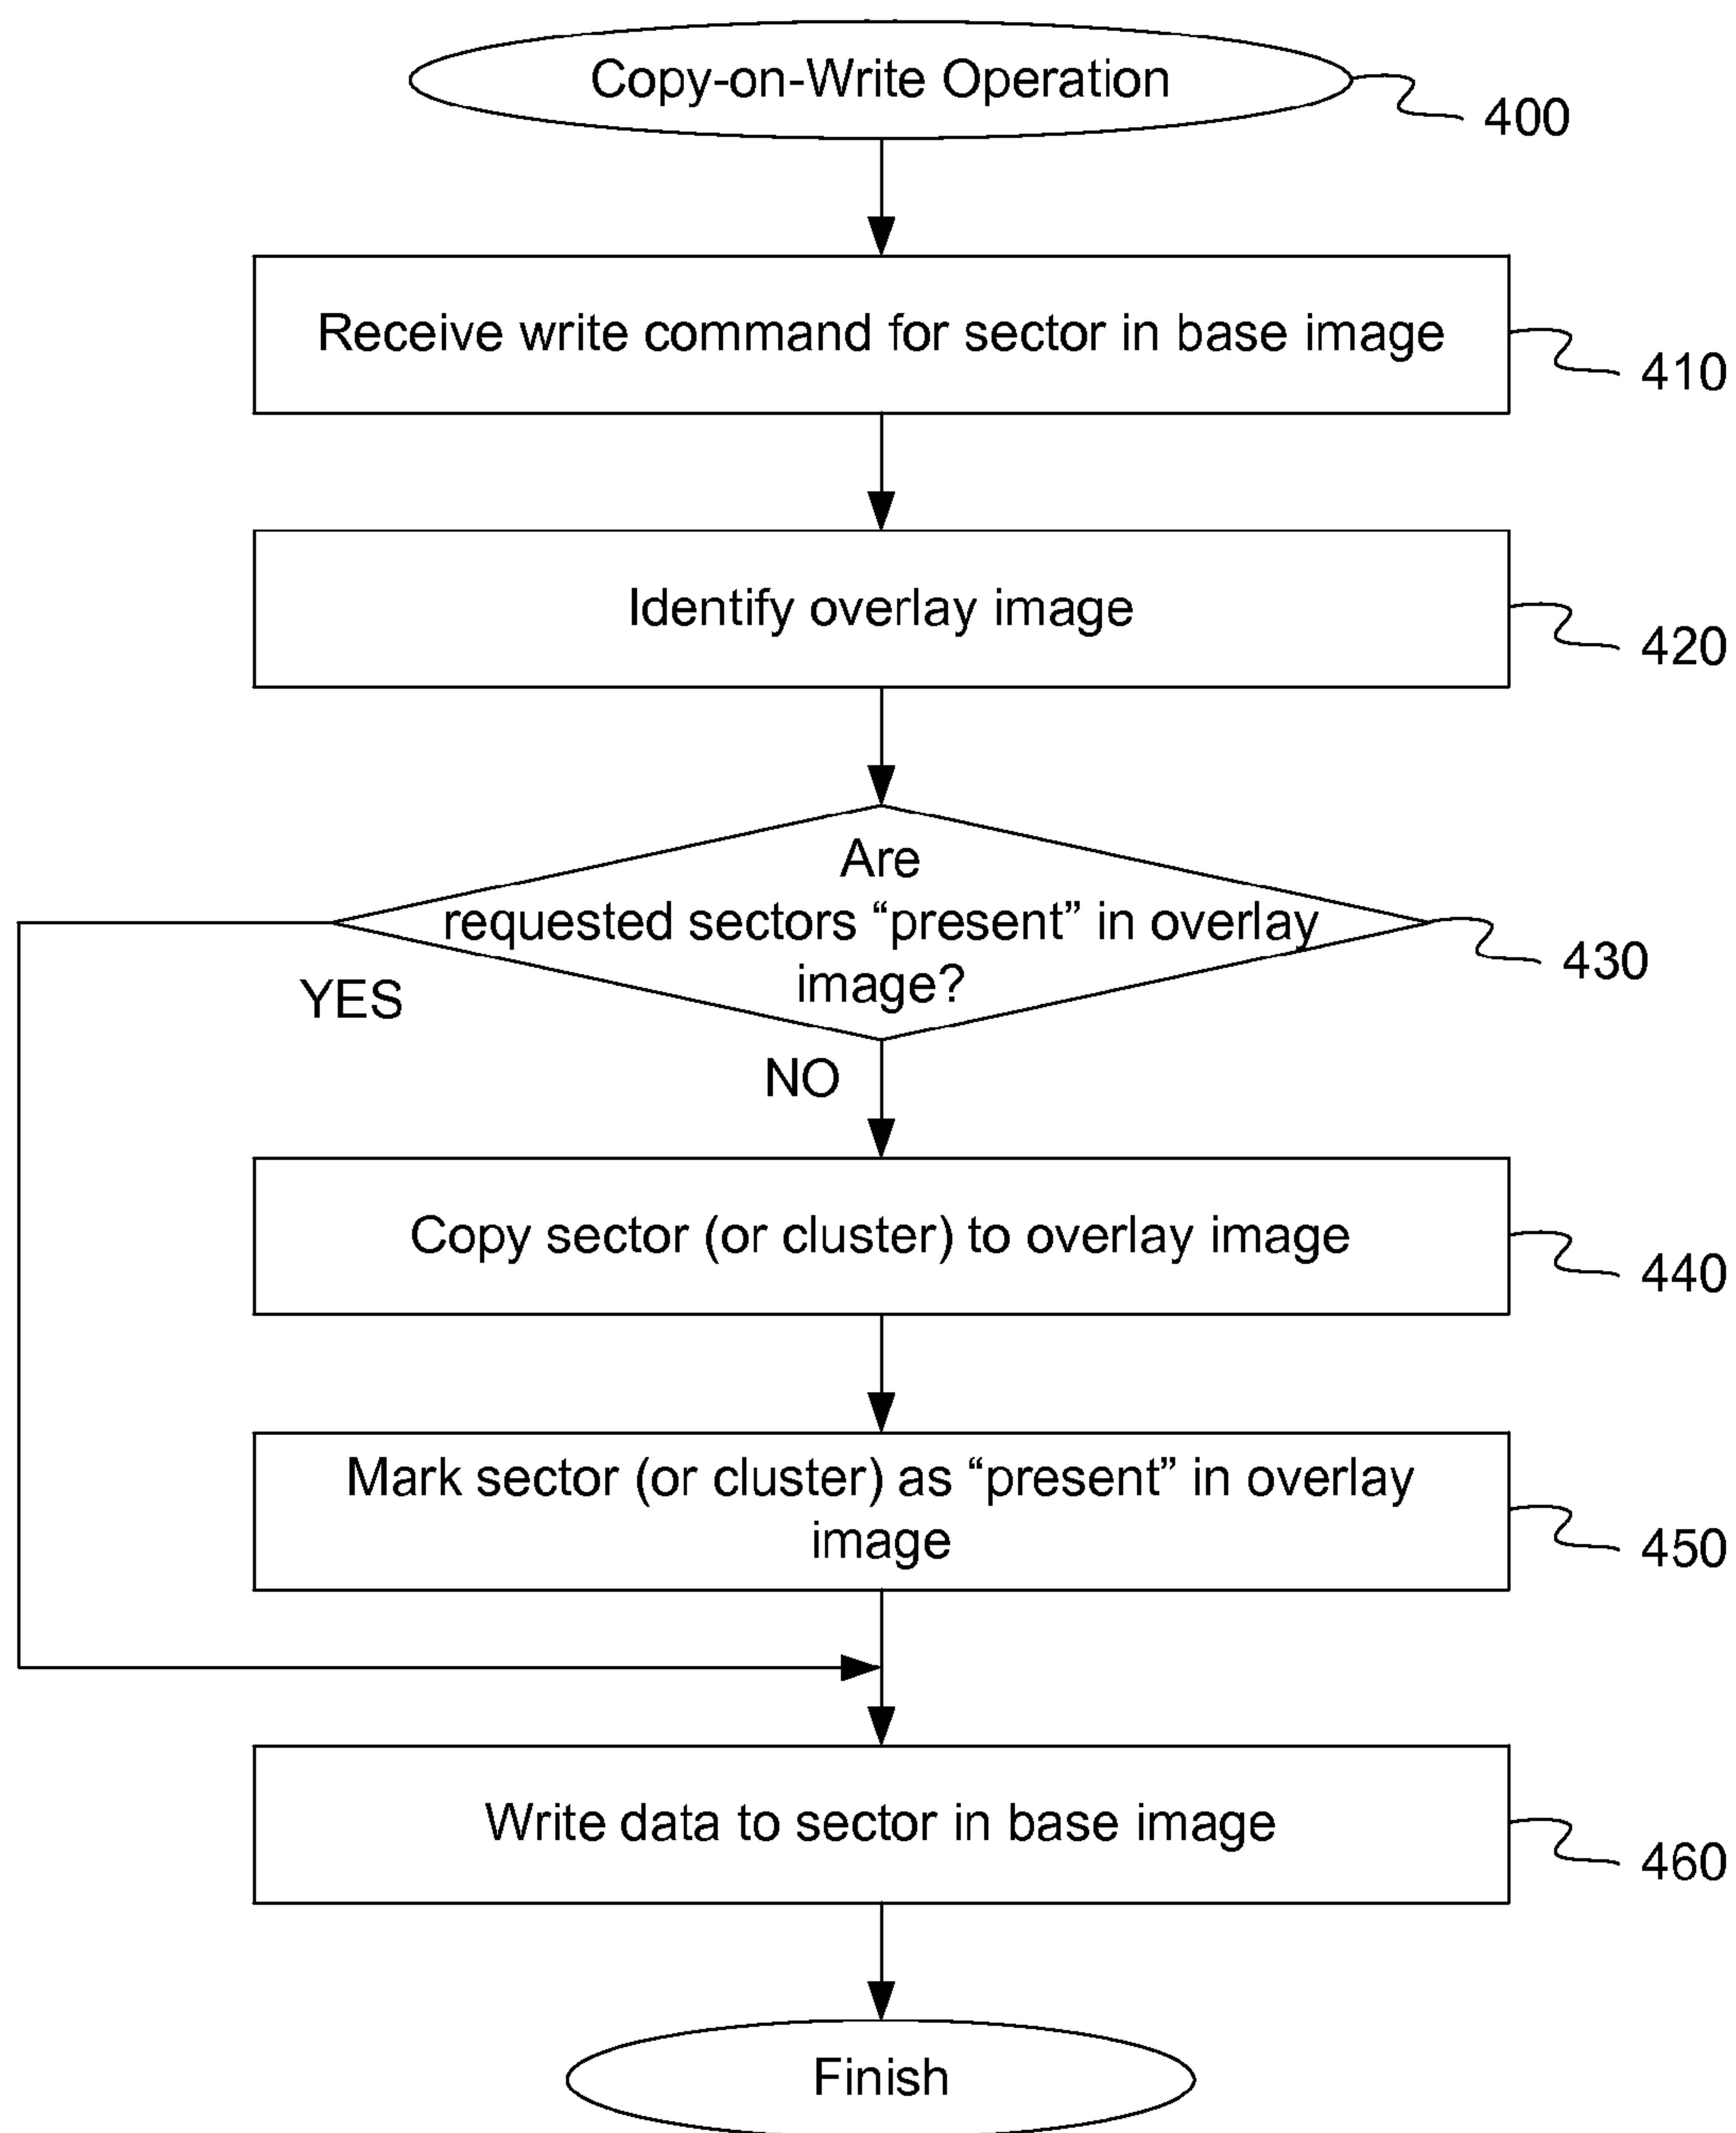 Copy-on-Write Operation
400
Receive write command for sector in base image
410
Identify overlay image
420
Are
requested sectors “present” in overlay
image?
430
YES
NO
Copy sector (or cluster) to overlay image
440
Mark sector (or cluster) as “present” in overlay
image
450
Write data to sector in base image
460
Finish